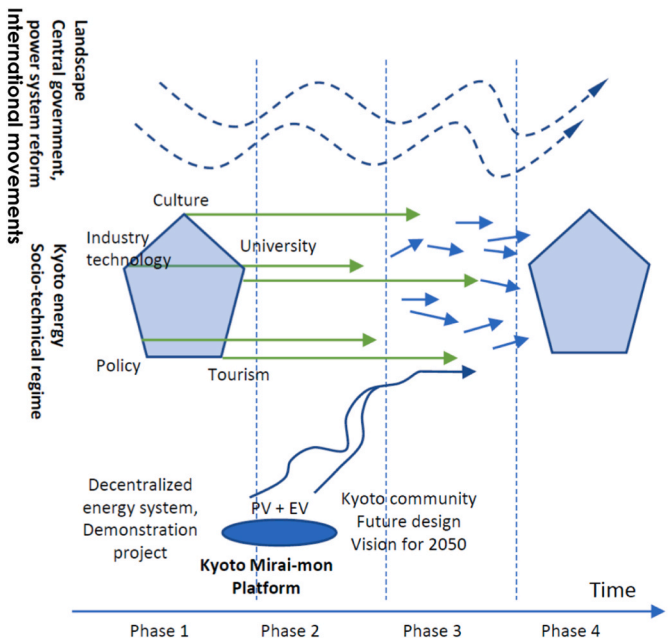 Landscape
Central government,
power system reform
International movements
Culture
Industry
technology
University
Kyoto energy
Socio-technical regime
Policy
Tourism
Decentralized
energy system,
Demonstration
project
PV + EV
Kyoto community
Future design
Vision for 2050
Kyoto Mirai-mon
Platform
Time
Phase 1
Phase 2
Phase 3
Phase 4